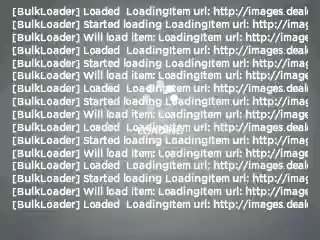 [BulkLoader] Loaded LoadingItem url: http://images.deal
[BulkLoader] Started loading LoadingItem url: http://imag
[BulkLoader] Will load item: LoadingItem url: http://image
[BulkLoader] Loaded LoadingItem url: http://images.deal
[BulkLoader] Started loading LoadingItem url: http://imag
[BulkLoader] Will load item: LoadingItem url: http://image
[BulkLoader] Loaded LoadingItem url: http://images.deal
[BulkLoader] Started loading LoadingItem url: http://imag
[BulkLoader] Will load item: LoadingItem url: http://image
[BulkLoader] Loaded LoadingItem url: http://images.deal
[BulkLoader] Started loading LoadingItem url: http://imag
[BulkLoader] Will load item: LoadingItem url: http://image
[BulkLoader] Loaded LoadingItem url: http://images.deal
[BulkLoader] Started loading LoadingItem url: http://imag
[BulkLoader] Will load item: LoadingItem url: http://image
[BulkLoader] Loaded LoadingItem url: http://images.deal